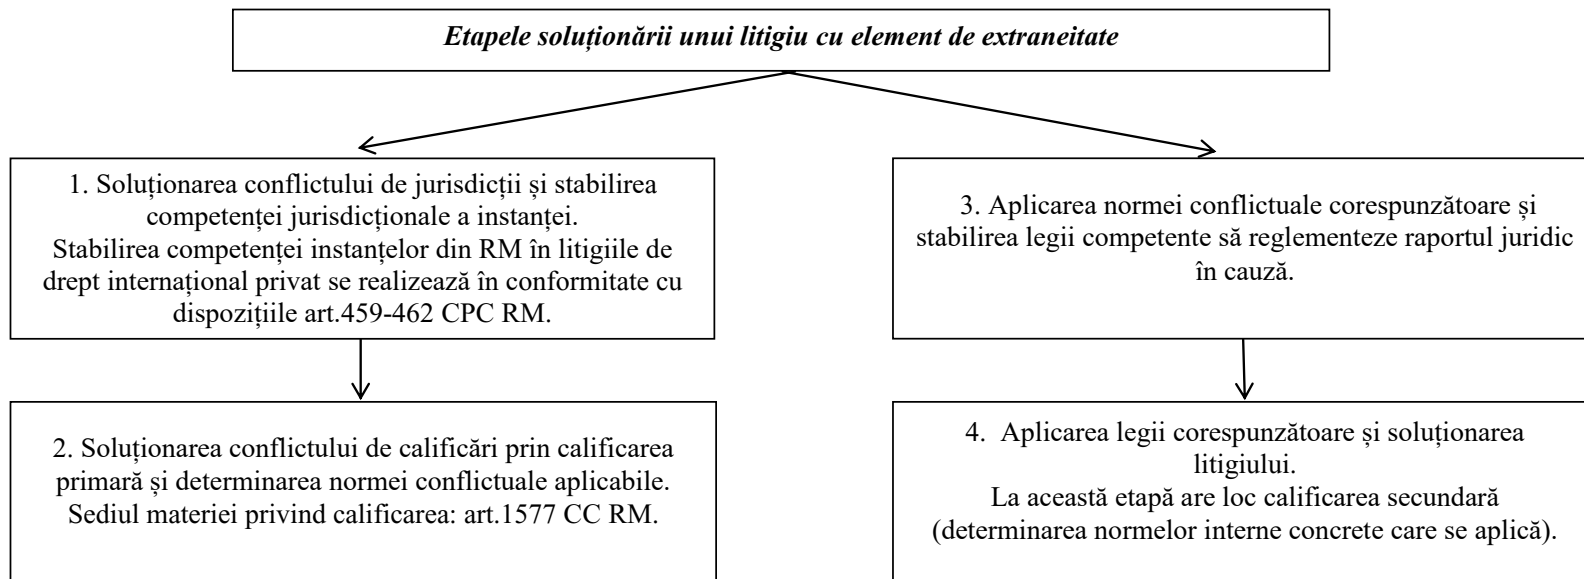 Etapele soluționării unui litigiu cu element de extraneitate
1. Soluționarea conflictului de jurisdicții și stabilirea
competenței jurisdicționale a instanței.
Stabilirea competenței instanțelor din RM în litigiile de
drept internațional privat se realizează în conformitate cu
dispozițiile art.459-462 CPC RM.
2. Soluționarea conflictului de calificări prin calificarea
primară și determinarea normei conflictuale aplicabile.
Sediul materiei privind calificarea: art.1577 CC RM.
3. Aplicarea normei conflictuale corespunzătoare și
stabilirea legii competente să reglementeze raportul juridic
în cauză.
4. Aplicarea legii corespunzătoare și soluționarea
litigiului.
La această etapă are loc calificarea secundară
(determinarea normelor interne concrete care se aplică).